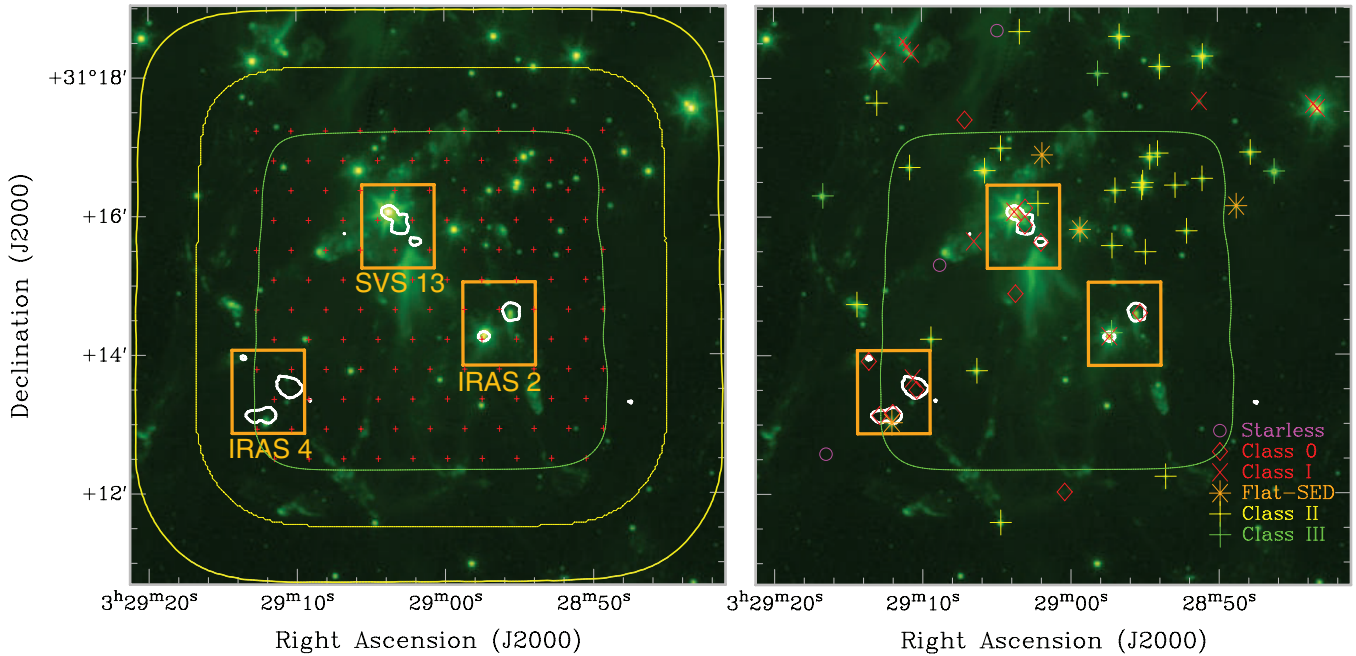 Declination (J2000)
+31°18′
+16′
+14′
+12′
SVS 13
IRAS 2
IRAS 4
3ʰ29ᵐ20ˢ
29ᵐ10ˢ
29ᵐ00ˢ
28ᵐ50ˢ
Right Ascension (J2000)
Starless
Class 0
Class I
Flat-SED
Class II
Class III
3ʰ29ᵐ20ˢ
29ᵐ10ˢ
29ᵐ00ˢ
28ᵐ50ˢ
Right Ascension (J2000)